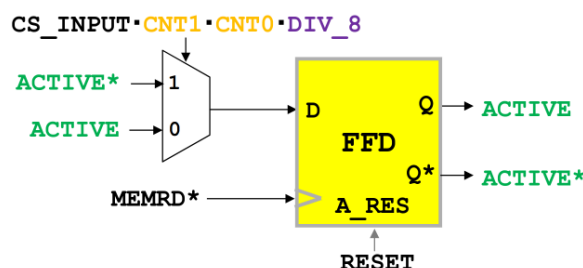 CS_INPUT·CNT1·CNT0·DIV_8
ACTIVE* 1
ACTIVE 0
D Q ACTIVE
FFD
Q* ACTIVE*
MEMRD* A_RES
RESET